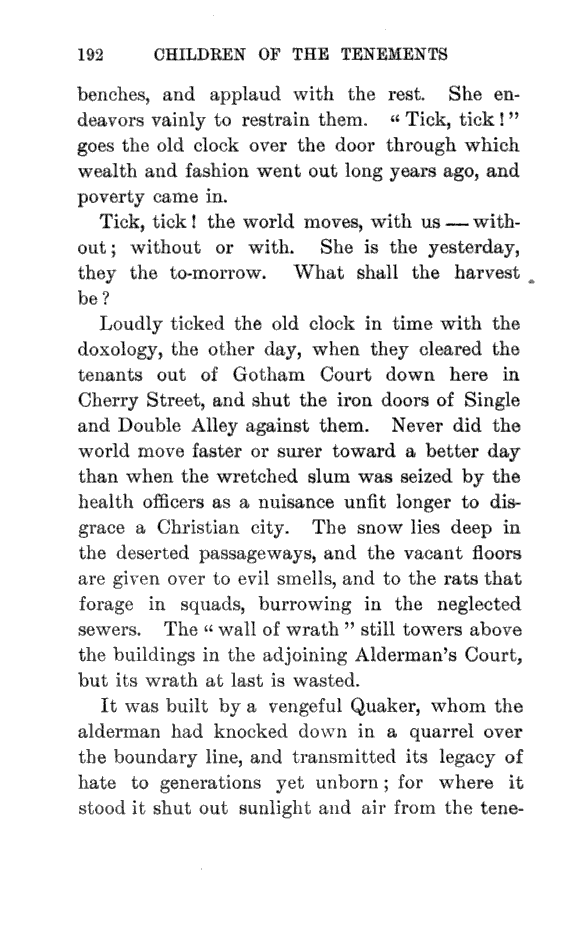 192 CHILDREN OF THE TENEMENTS
benches, and applaud with the rest. She en-
deavors vainly to restrain them. “Tick, tick!”
goes the old clock over the door through which
wealth and fashion went out long years ago, and
poverty came in.
Tick, tick! the world moves, with us — with-
out; without or with. She is the yesterday,
they the to-morrow. What shall the harvest
be?
Loudly ticked the old clock in time with the
doxology, the other day, when they cleared the
tenants out of Gotham Court down here in
Cherry Street, and shut the iron doors of Single
and Double Alley against them. Never did the
world move faster or surer toward a better day
than when the wretched slum was seized by the
health officers as a nuisance unfit longer to dis-
grace a Christian city. The snow lies deep in
the deserted passageways, and the vacant floors
are given over to evil smells, and to the rats that
forage in squads, burrowing in the neglected
sewers. The “wall of wrath” still towers above
the buildings in the adjoining Alderman’s Court,
but its wrath at last is wasted.
It was built by a vengeful Quaker, whom the
alderman had knocked down in a quarrel over
the boundary line, and transmitted its legacy of
hate to generations yet unborn; for where it
stood it shut out sunlight and air from the tene-